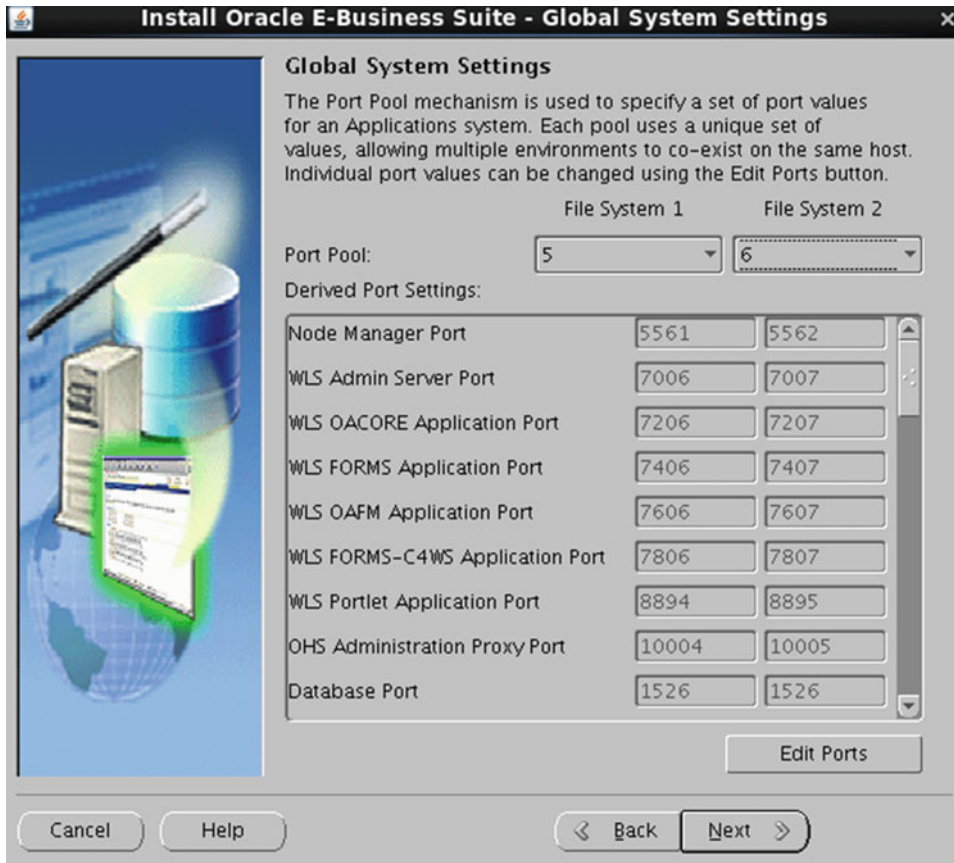 Install Oracle E-Business Suite - Global System Settings
Global System Settings
The Port Pool mechanism is used to specify a set of port values
for an Applications system. Each pool uses a unique set of
values, allowing multiple environments to co-exist on the same host.
Individual port values can be changed using the Edit Ports button.
File System 1 File System 2
Port Pool: 5 6
Derived Port Settings:
Node Manager Port 5561 5562
WLS Admin Server Port 7006 7007
WLS OACORE Application Port 7206 7207
WLS FORMS Application Port 7406 7407
WLS OAFM Application Port 7606 7607
WLS FORMS-C4WS Application Port 7806 7807
WLS Portlet Application Port 8894 8895
OHS Administration Proxy Port 10004 10005
Database Port 1526 1526
Edit Ports
Cancel Help Back Next